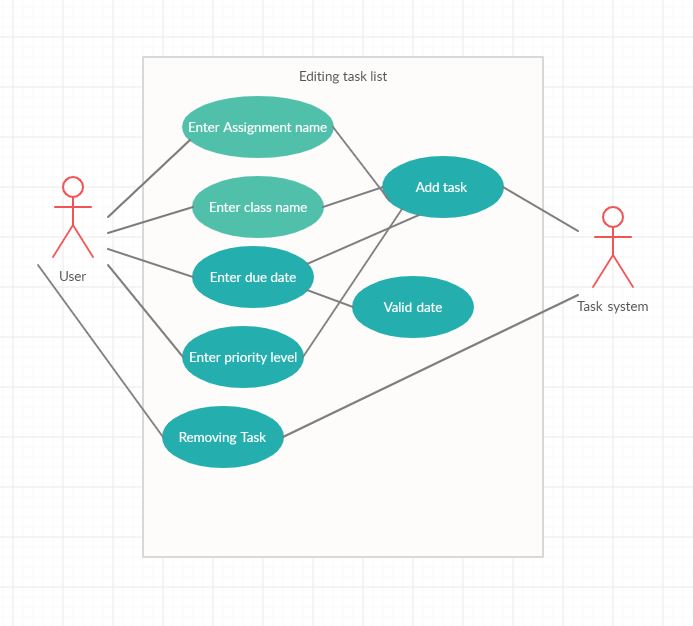 Editing task list
Enter Assignment name
Add task
Enter class name
User
Enter due date
Valid date
Task system
Enter priority level
Removing Task